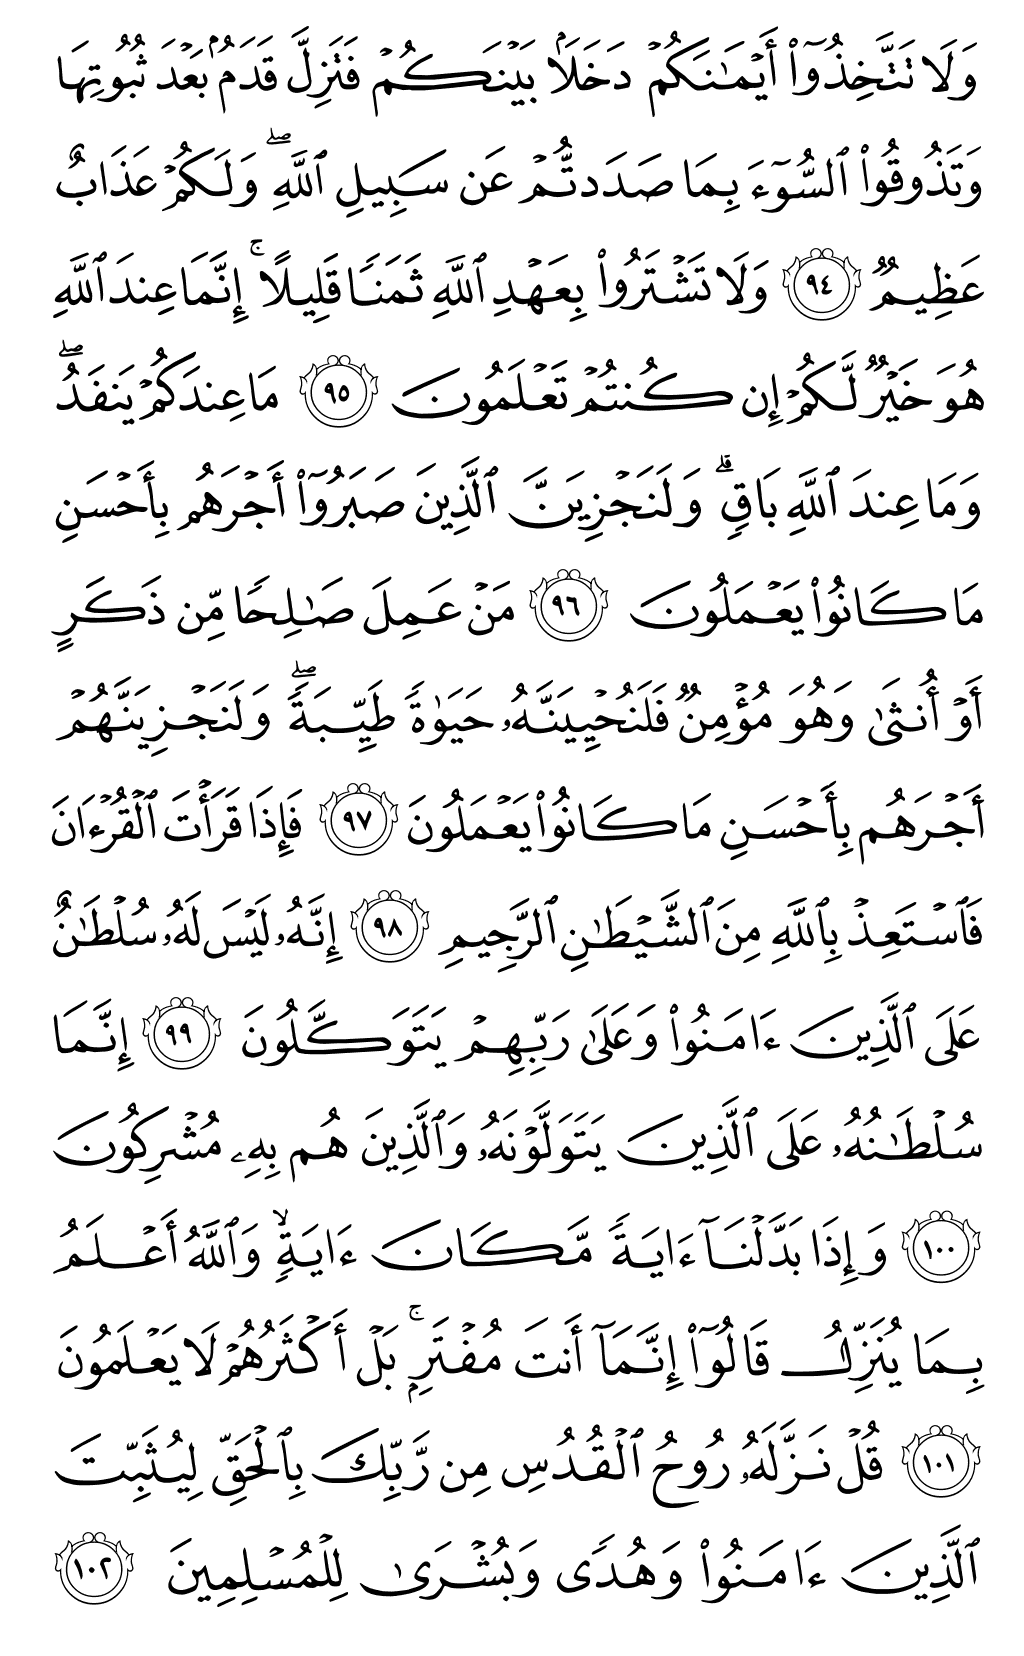 وَلَا تَتَّخِذُوٓا۟ أَيۡمَٰنَكُمۡ دَخَلَۢا بَيۡنَكُمۡ فَتَزِلَّ قَدَمُۢ بَعۡدَ ثُبُوتِهَا
وَتَذُوقُوا۟ ٱلسُّوٓءَ بِمَا صَدَدتُّمۡ عَن سَبِيلِ ٱللَّهِۖ وَلَكُمۡ عَذَابٌ
عَظِيمٞ ٩٤ وَلَا تَشۡتَرُوا۟ بِعَهۡدِ ٱللَّهِ ثَمَنٗا قَلِيلًاۚ إِنَّمَا عِندَ ٱللَّهِ
هُوَ خَيۡرٞ لَّكُمۡ إِن كُنتُمۡ تَعۡلَمُونَ ٩٥ مَا عِندَكُمۡ يَنفَدُۖ
وَمَا عِندَ ٱللَّهِ بَاقٖۗ وَلَنَجۡزِيَنَّ ٱلَّذِينَ صَبَرُوٓا۟ أَجۡرَهُم بِأَحۡسَنِ
مَا كَانُوا۟ يَعۡمَلُونَ ٩٦ مَنۡ عَمِلَ صَٰلِحٗا مِّن ذَكَرٍ
أَوۡ أُنثَىٰ وَهُوَ مُؤۡمِنٞ فَلَنُحۡيِيَنَّهُۥ حَيَوٰةٗ طَيِّبَةٗۖ وَلَنَجۡزِيَنَّهُمۡ
أَجۡرَهُم بِأَحۡسَنِ مَا كَانُوا۟ يَعۡمَلُونَ ٩٧ فَإِذَا قَرَأۡتَ ٱلۡقُرۡءَانَ
فَٱسۡتَعِذۡ بِٱللَّهِ مِنَ ٱلشَّيۡطَٰنِ ٱلرَّجِيمِ ٩٨ إِنَّهُۥ لَيۡسَ لَهُۥ سُلۡطَٰنٌ
عَلَى ٱلَّذِينَ ءَامَنُوا۟ وَعَلَىٰ رَبِّهِمۡ يَتَوَكَّلُونَ ٩٩ إِنَّمَا
سُلۡطَٰنُهُۥ عَلَى ٱلَّذِينَ يَتَوَلَّوۡنَهُۥ وَٱلَّذِينَ هُم بِهِۦ مُشۡرِكُونَ
١٠٠ وَإِذَا بَدَّلۡنَآ ءَايَةٗ مَّكَانَ ءَايَةٖۙ وَٱللَّهُ أَعۡلَمُ
بِمَا يُنَزِّلُ قَالُوٓا۟ إِنَّمَآ أَنتَ مُفۡتَرِۭۚ بَلۡ أَكۡثَرُهُمۡ لَا يَعۡلَمُونَ
١٠١ قُلۡ نَزَّلَهُۥ رُوحُ ٱلۡقُدُسِ مِن رَّبِّكَ بِٱلۡحَقِّ لِيُثَبِّتَ
ٱلَّذِينَ ءَامَنُوا۟ وَهُدٗى وَبُشۡرَىٰ لِلۡمُسۡلِمِينَ ١٠٢